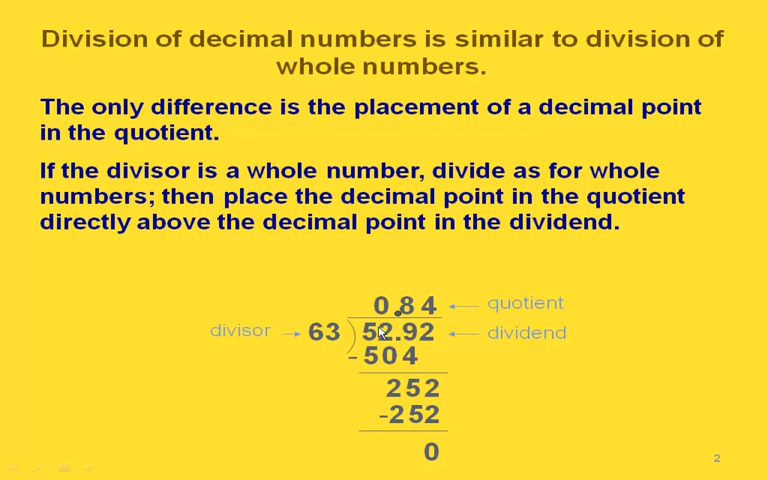 Division of decimal numbers is similar to division of
whole numbers.
The only difference is the placement of a decimal point
in the quotient.
If the divisor is a whole number, divide as for whole
numbers; then place the decimal point in the quotient
directly above the decimal point in the dividend.
0.84 ← quotient
divisor → 63 52.92 ← dividend
-504
252
-252
0
2